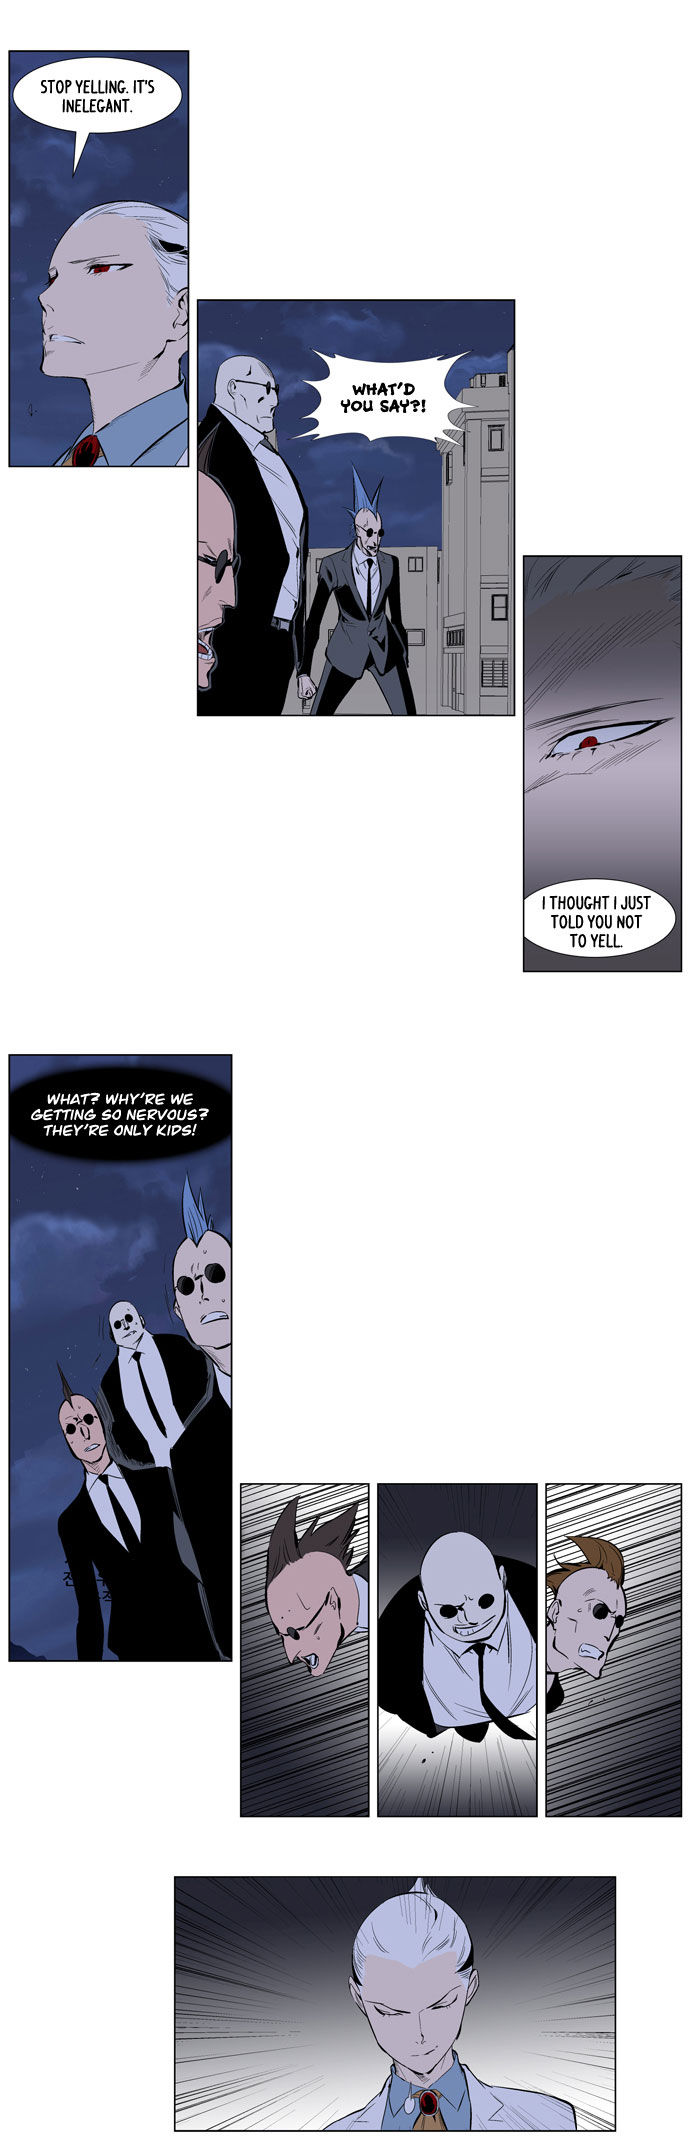 STOP YELLING. IT'S
INELEGANT.
WHAT'D
YOU SAY?!
I THOUGHT I JUST
TOLD YOU NOT
TO YELL.
WHAT? WHY'RE WE
GETTING SO NERVOUS?
THEY'RE ONLY KIDS!